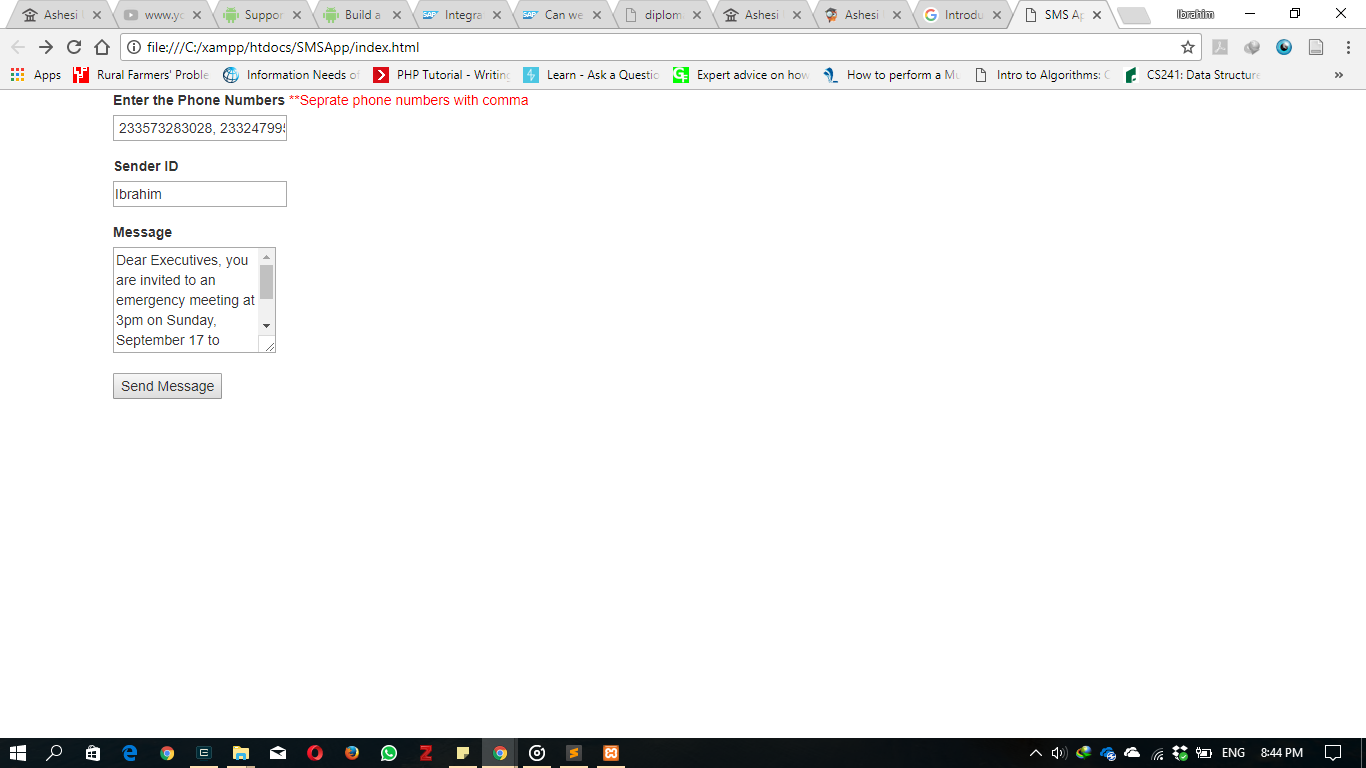 Ashesi
www.yo
Suppor
Build a
Integra
Can we
diplom
Ashesi
Ashesi
Introdu
SMS Ap
Ibrahim
file:///C:/xampp/htdocs/SMSApp/index.html
Apps
Rural Farmers' Proble
Information Needs of
PHP Tutorial - Writing
Learn - Ask a Questio
Expert advice on how
How to perform a Mu
Intro to Algorithms: C
CS241: Data Structure
Enter the Phone Numbers **Seprate phone numbers with comma
233573283028, 233247995
Sender ID
Ibrahim
Message
Dear Executives, you
are invited to an
emergency meeting at
3pm on Sunday,
September 17 to
Send Message
ENG
8:44 PM